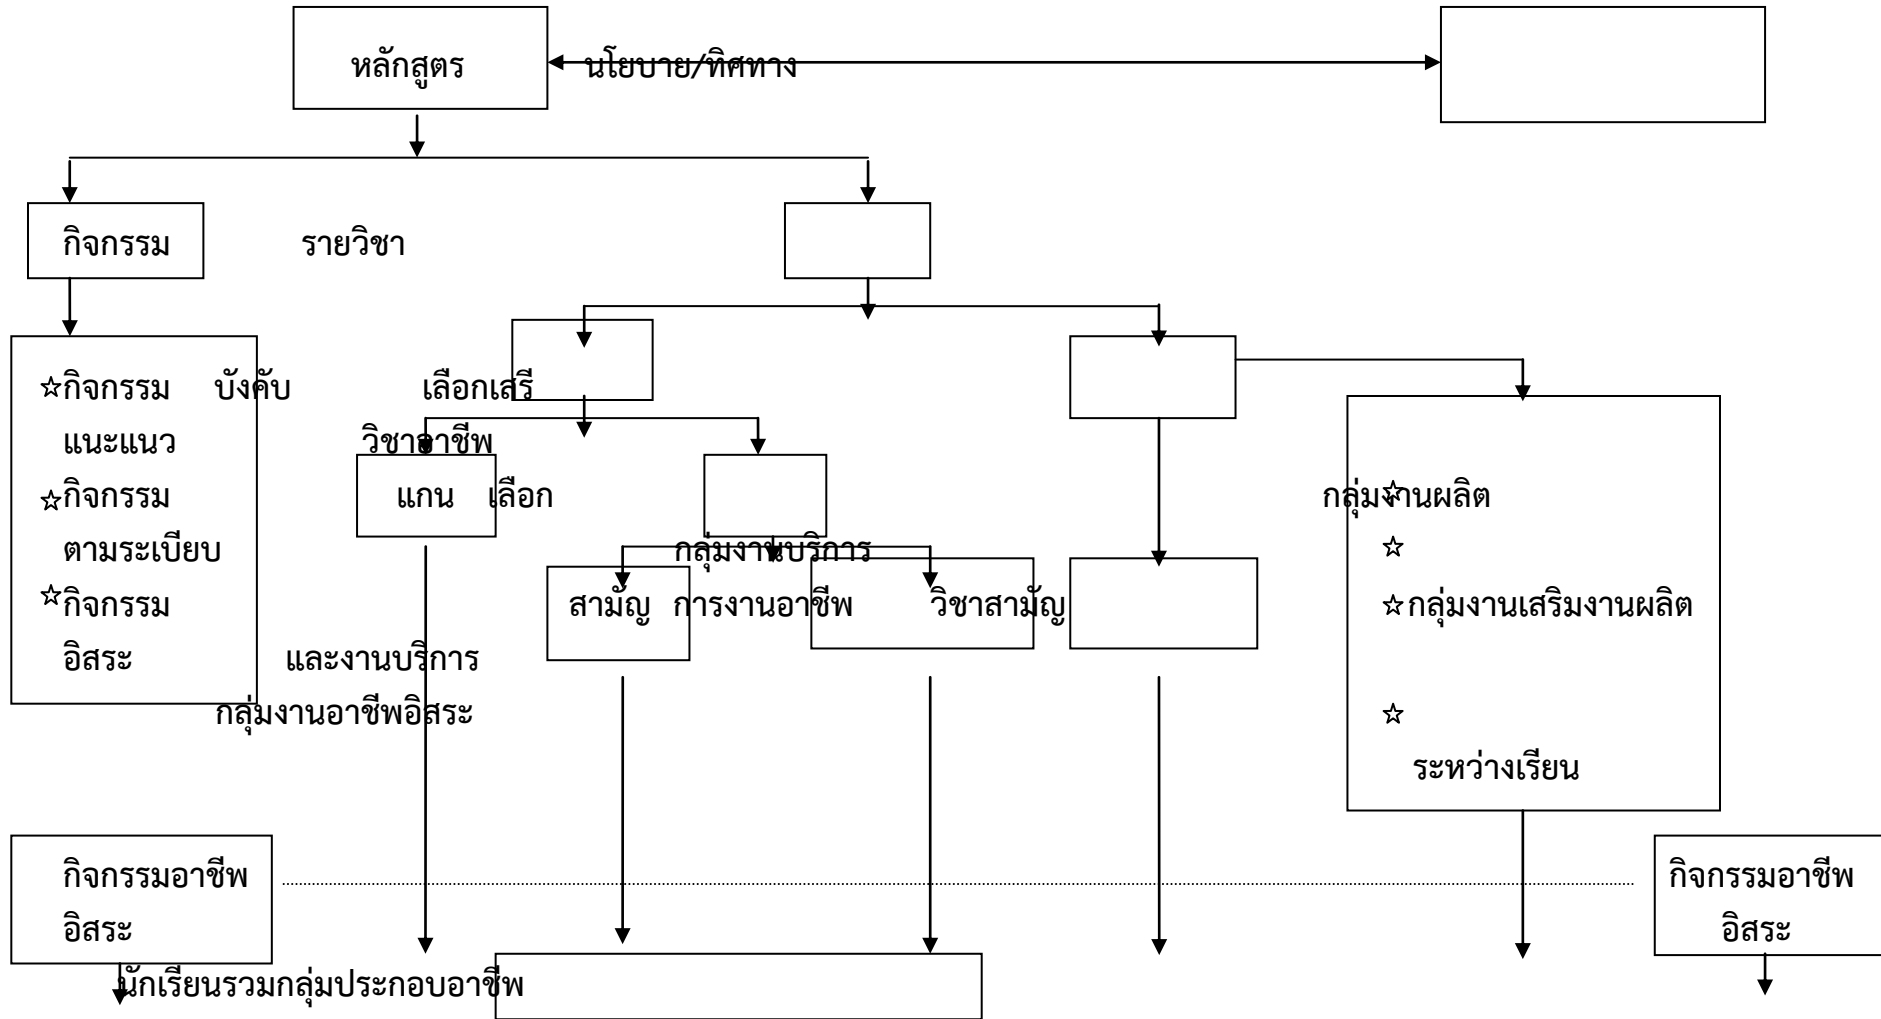 หลักสูตร นโยบาย/ทิศทาง
กิจกรรม รายวิชา
☆กิจกรรม บังคับ เลือกเสรี
แนะแนว วิชาอาชีพ
☆กิจกรรม แกน เลือก กลุ่มงานผลิต
ตามระเบียบ กลุ่มงานบริการ
☆กิจกรรม สามัญ การงานอาชีพ วิชาสามัญ ☆กลุ่มงานเสริมงานผลิต
อิสระ และงานบริการ
กลุ่มงานอาชีพอิสระ
ระหว่างเรียน
กิจกรรมอาชีพ กิจกรรมอาชีพ
อิสระ อิสระ
นักเรียนรวมกลุ่มประกอบอาชีพ